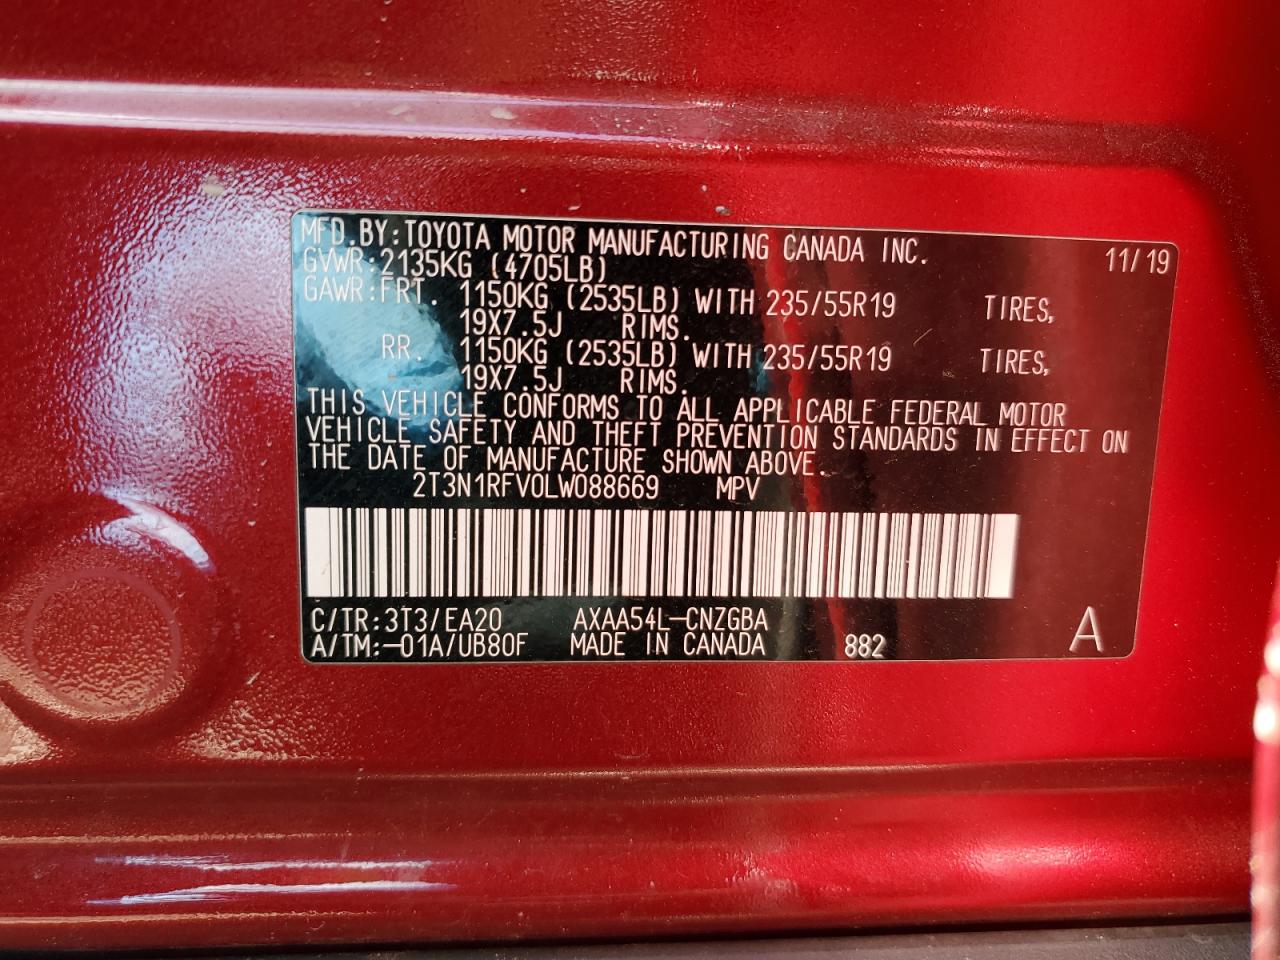 MFD.BY:TOYOTA MOTOR MANUFACTURING CANADA INC. 11/19
GVWR:2135KG (4705LB)
GAWR:FRT. 1150KG (2535LB) WITH 235/55R19 TIRES,
19X7.5J RIMS.
RR. 1150KG (2535LB) WITH 235/55R19 TIRES,
19X7.5J RIMS.
THIS VEHICLE CONFORMS TO ALL APPLICABLE FEDERAL MOTOR
VEHICLE SAFETY AND THEFT PREVENTION STANDARDS IN EFFECT ON
THE DATE OF MANUFACTURE SHOWN ABOVE.
2T3N1RFV0LW088669 MPV
C/TR:3T3/EA20 AXAA54L-CNZGBA
A/TM:-01A/UB80F MADE IN CANADA 882 A